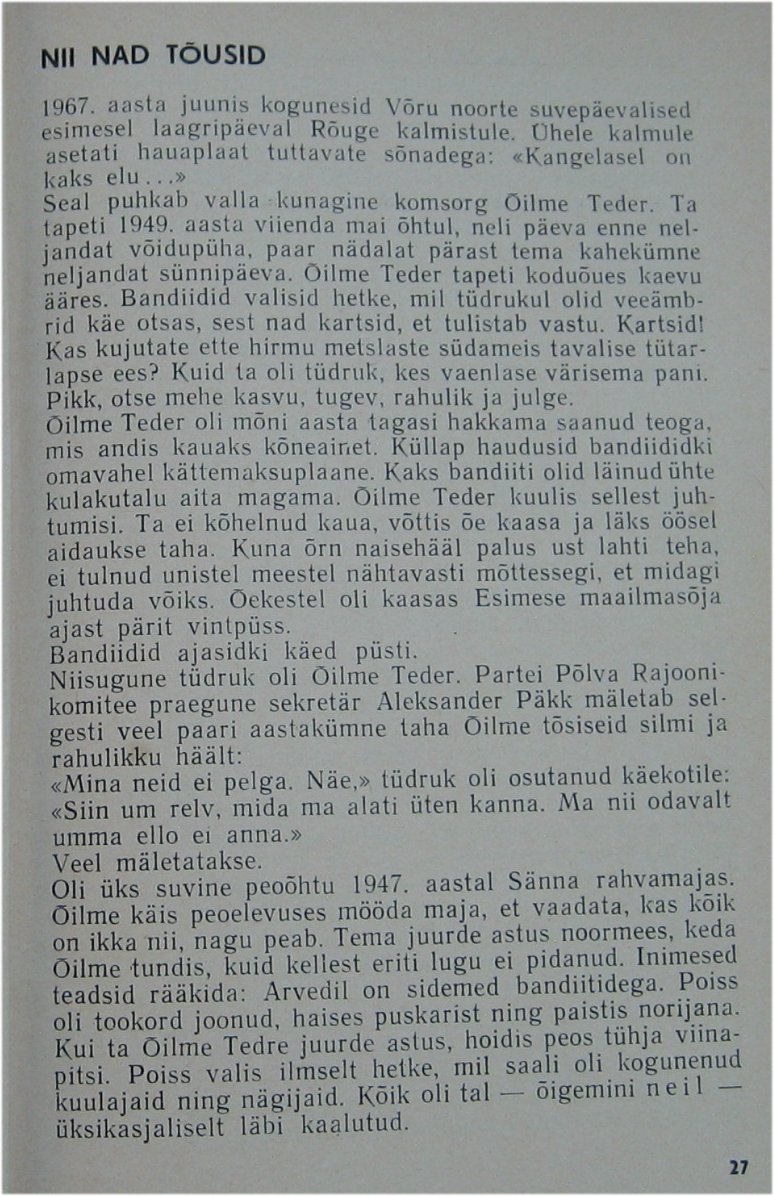 NII NAD TÕUSID
1967. aasta juunis kogunesid Võru noorte suvepäevalised
esimesel laagripäeval Rõuge kalmistule. Ühele kalmule
asetati hauaplaat tuttavate sõnadega: «Kangelasel on
kaks elu...»
Seal puhkab valla kunagine komsorg Õilme Teder. Ta
tapeti 1949. aasta viienda mai õhtul, neli päeva enne nel-
jandat võidupüha, paar nädalat pärast tema kahekümne
neljandat sünnipäeva. Õilme Teder tapeti koduõues kaevu
ääres. Bandiidid valisid hetke, mil tüdrukul olid veeämb-
rid käe otsas, sest nad kartsid, et tulistab vastu. Kartsid!
Kas kujutate ette hirmu metslaste südameis tavalise tütar-
lapse ees? Kuid ta oli tüdruk, kes vaenlase värisema pani.
Pikk, otse mehe kasvu, tugev, rahulik ja julge.
Õilme Teder oli mõni aasta tagasi hakkama saanud teoga,
mis andis kauaks kõneainet. Küllap haudusid bandiididki
omavahel kättemaksuplaane. Kaks bandiiti olid läinud ühte
kulakutalu aita magama. Õilme Teder kuulis sellest juh-
tumisi. Ta ei kõhelnud kaua, võttis õe kaasa ja läks öösel
aidaukse taha. Kuna õrn naisehääl palus ust lahti teha,
ei tulnud unistel meestel nähtavasti mõttessegi, et midagi
juhtuda võiks. Õekestel oli kaasas Esimese maailmasõja
ajast pärit vintpüss.
Bandiidid ajasidki käed püsti.
Niisugune tüdruk oli Õilme Teder. Partei Põlva Rajooni-
komitee praegune sekretär Aleksander Päkk mäletab sel-
gesti veel paari aastakümne taha Õilme tõsiseid silmi ja
rahulikku häält:
«Mina neid ei pelga. Näe,» tüdruk oli osutanud käekotile:
«Siin um relv, mida ma alati üten kanna. Ma nii odavalt
umma ello ei anna.»
Veel mäletatakse.
Oli üks suvine peoõhtu 1947. aastal Sänna rahvamajas.
Õilme käis peoelevuses mööda maja, et vaadata, kas kõik
on ikka nii, nagu peab. Tema juurde astus noormees, keda
Õilme tundis, kuid kellest eriti lugu ei pidanud. Inimesed
teadsid rääkida: Arvedil on sidemed bandiitidega. Poiss
oli tookord joonud, haises puskarist ning paistis norijana.
Kui ta Õilme Tedre juurde astus, hoidis peos tühja viina-
pitsi. Poiss valis ilmselt hetke, mil saali oli kogunenud
kuulajaid ning nägijaid. Kõik oli tal — õigemini neil —
üksikasjaliselt läbi kaalutud.
27